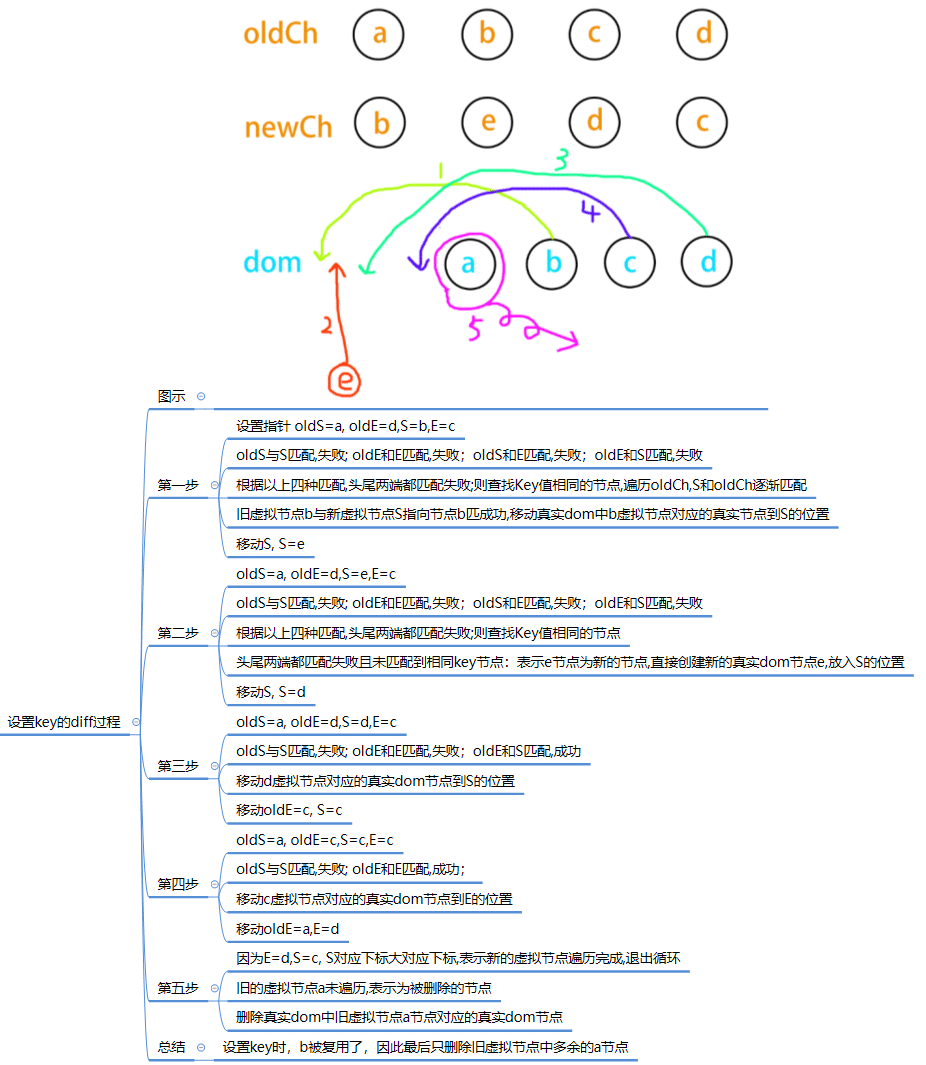 oldCh a b c d
newCh b e d c
1 3
4
dom a b c d
2 5
e
图示
设置指针 oldS=a, oldE=d,S=b,E=c
oldS与S匹配,失败; oldE和E匹配,失败；oldS和E匹配,失败；oldE和S匹配,失败
第一步
根据以上四种匹配,头尾两端都匹配失败;则查找Key值相同的节点,遍历oldCh,S和oldCh逐渐匹配
旧虚拟节点b与新虚拟节点S指向节点b匹成功,移动真实dom中b虚拟节点对应的真实节点到S的位置
移动S, S=e
oldS=a, oldE=d,S=e,E=c
oldS与S匹配,失败; oldE和E匹配,失败；oldS和E匹配,失败；oldE和S匹配,失败
第二步
根据以上四种匹配,头尾两端都匹配失败;则查找Key值相同的节点
头尾两端都匹配失败且未匹配到相同key节点：表示e节点为新的节点,直接创建新的真实dom节点e,放入S的位置
移动S, S=d
设置key的diff过程
oldS=a, oldE=d,S=d,E=c
oldS与S匹配,失败; oldE和E匹配,失败；oldE和S匹配,成功
第三步
移动d虚拟节点对应的真实dom节点到S的位置
移动oldE=c, S=c
oldS=a, oldE=c,S=c,E=c
oldS与S匹配,失败; oldE和E匹配,成功；
第四步
移动c虚拟节点对应的真实dom节点到E的位置
移动oldE=a,E=d
因为E=d,S=c, S对应下标大对应下标,表示新的虚拟节点遍历完成,退出循环
第五步
旧的虚拟节点a未遍历,表示为被删除的节点
删除真实dom中旧虚拟节点a节点对应的真实dom节点
总结
设置key时，b被复用了，因此最后只删除旧虚拟节点中多余的a节点